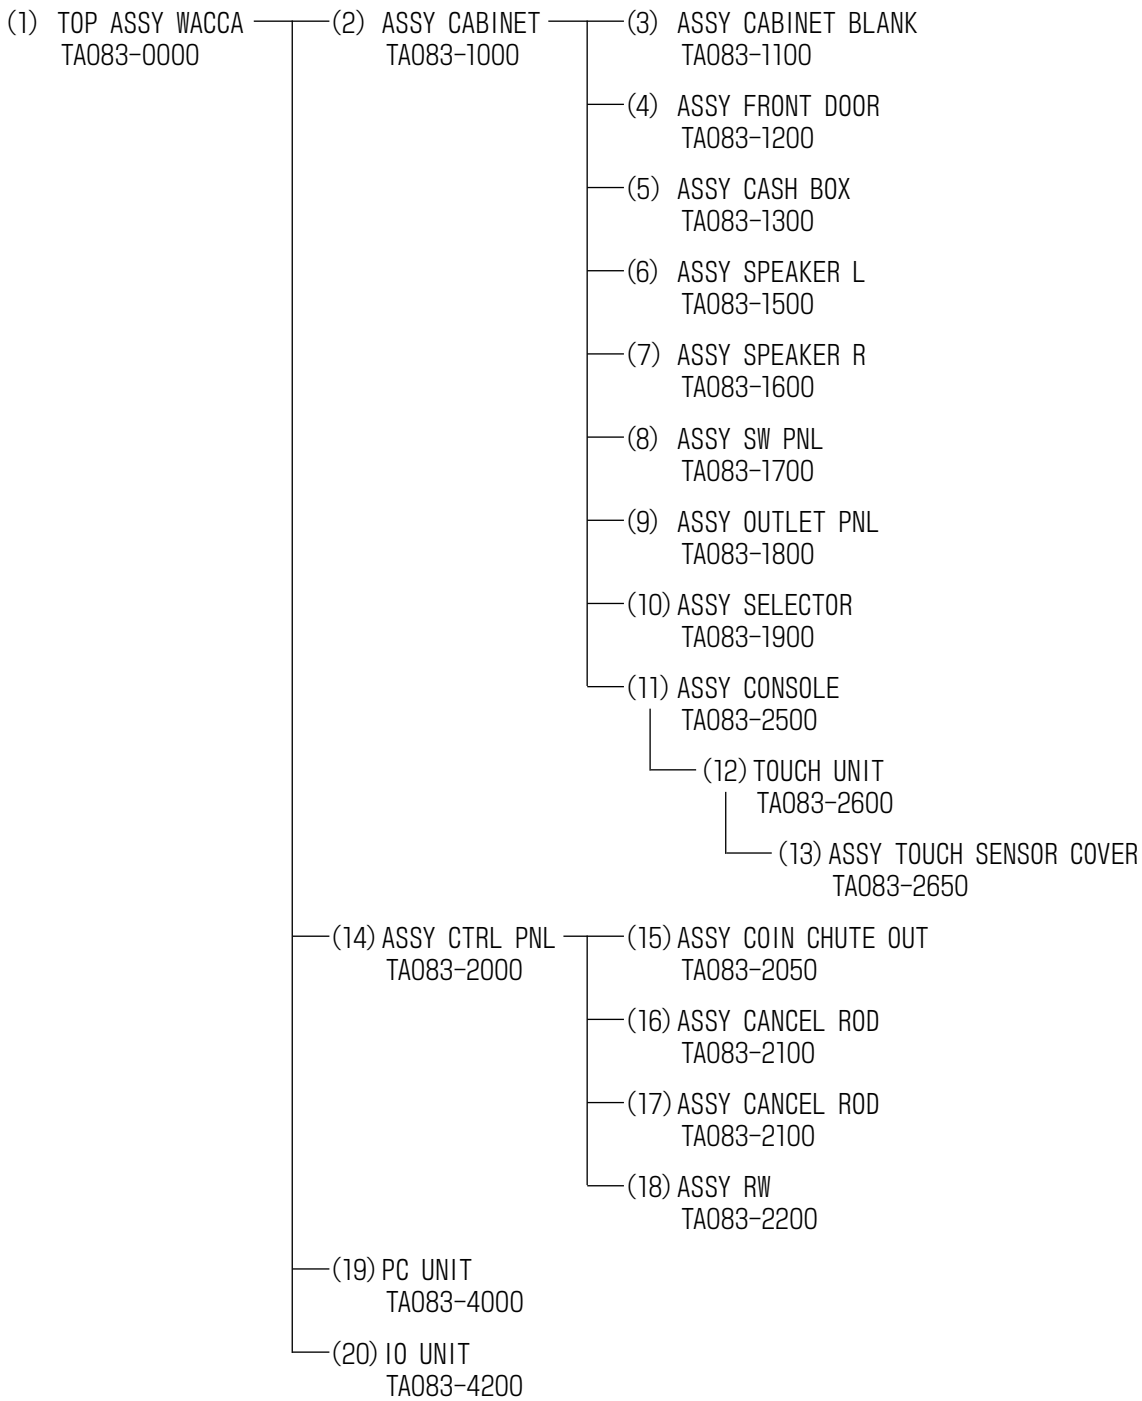 (1) TOP ASSY WACCA
TA083-0000
(2) ASSY CABINET
TA083-1000
(3) ASSY CABINET BLANK
TA083-1100
(4) ASSY FRONT DOOR
TA083-1200
(5) ASSY CASH BOX
TA083-1300
(6) ASSY SPEAKER L
TA083-1500
(7) ASSY SPEAKER R
TA083-1600
(8) ASSY SW PNL
TA083-1700
(9) ASSY OUTLET PNL
TA083-1800
(10) ASSY SELECTOR
TA083-1900
(11) ASSY CONSOLE
TA083-2500
(12) TOUCH UNIT
TA083-2600
(13) ASSY TOUCH SENSOR COVER
TA083-2650
(14) ASSY CTRL PNL
TA083-2000
(15) ASSY COIN CHUTE OUT
TA083-2050
(16) ASSY CANCEL ROD
TA083-2100
(17) ASSY CANCEL ROD
TA083-2100
(18) ASSY RW
TA083-2200
(19) PC UNIT
TA083-4000
(20) IO UNIT
TA083-4200